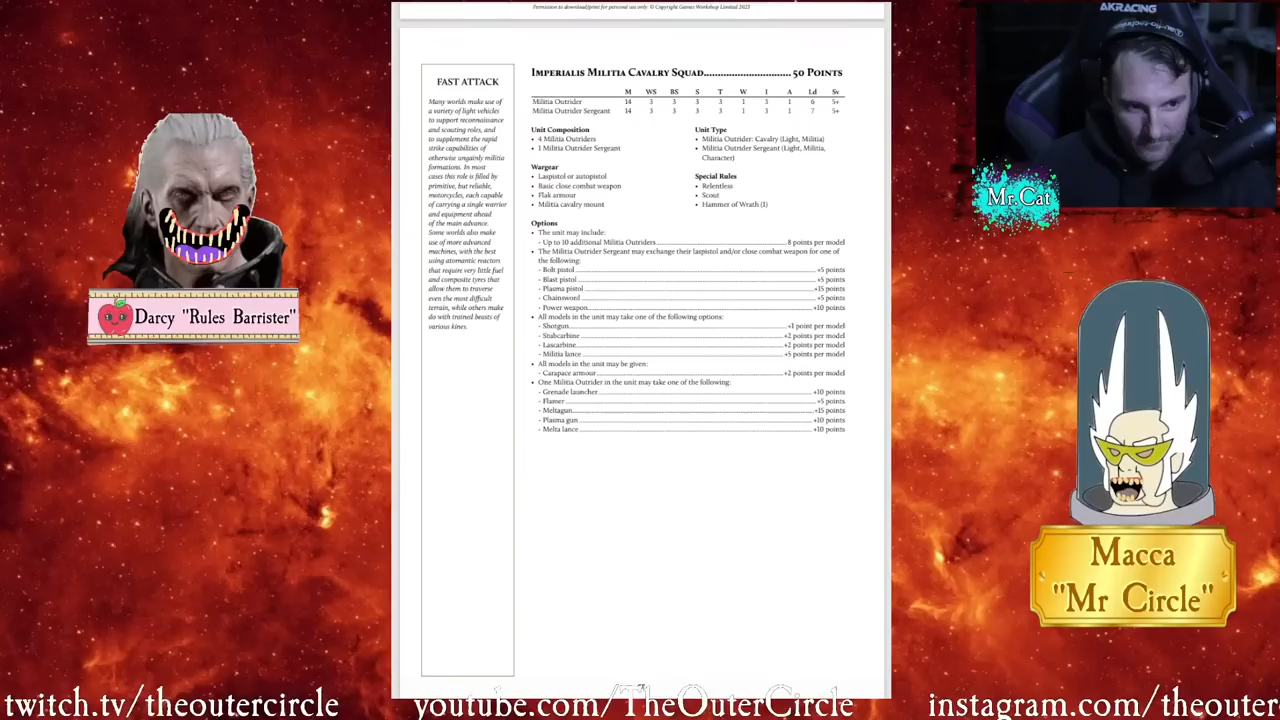 Permission to download/print for personal use only. © Copyright Games Workshop Limited 2023
AKRACING
Mr.Cat
Darcy "Rules Barrister"
Macca
"Mr Circle"
FAST ATTACK
Many worlds make use of
a variety of light vehicles
to support reconnaissance
and scouting roles, and
to supplement the rapid
strike capabilities of
otherwise ungainly militia
formations. In most
cases this role is filled by
primitive, but reliable,
motorcycles, each capable
of carrying a single warrior
and equipment ahead
of the main advance.
Some worlds also make
use of more advanced
machines, with the best
using atomantic reactors
that require very little fuel
and composite tyres that
allow them to traverse
even the most difficult
terrain, while others make
do with trained beasts of
various kines.
Imperialis Militia Cavalry Squad............................... 50 Points
M WS BS S T W I A Ld Sv
Militia Outrider 14 3 3 3 3 1 3 1 6 5+
Militia Outrider Sergeant 14 3 3 3 3 1 3 1 7 5+
Unit Composition
• 4 Militia Outriders
• 1 Militia Outrider Sergeant
Unit Type
• Militia Outrider: Cavalry (Light, Militia)
• Militia Outrider Sergeant (Light, Militia,
Character)
Wargear
• Laspistol or autopistol
• Basic close combat weapon
• Flak armour
• Militia cavalry mount
Special Rules
• Relentless
• Scout
• Hammer of Wrath (1)
Options
• The unit may include:
- Up to 10 additional Militia Outriders 8 points per model
• The Militia Outrider Sergeant may exchange their laspistol and/or close combat weapon for one of
the following:
- Bolt pistol +5 points
- Blast pistol +5 points
- Plasma pistol +15 points
- Chainsword +5 points
- Power weapon +10 points
• All models in the unit may take one of the following options:
- Shotgun +1 point per model
- Stubcarbine +2 points per model
- Lascarbine +2 points per model
- Militia lance +5 points per model
• All models in the unit may be given:
- Carapace armour +2 points per model
• One Militia Outrider in the unit may take one of the following:
- Grenade launcher +10 points
- Flamer +5 points
- Meltagun +15 points
- Plasma gun +10 points
- Melta lance +10 points
twitch.tv/theoutercircle
youtube.com/TheOuterCircle
instagram.com/theouter